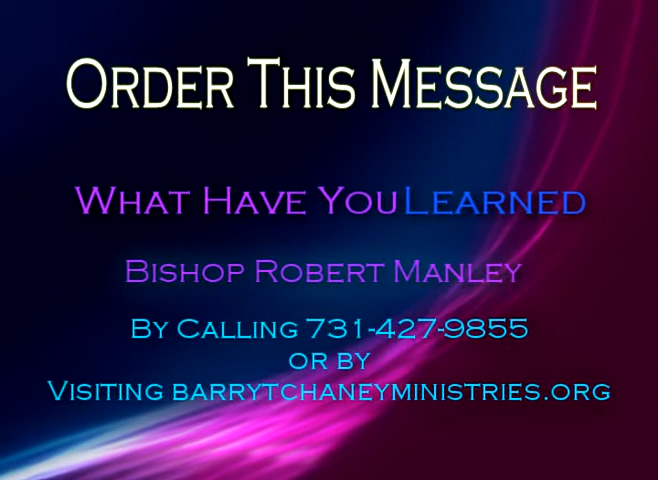 Order This Message
What Have You Learned
Bishop Robert Manley
By Calling 731-427-9855
or by
Visiting barrytchaneyministries.org